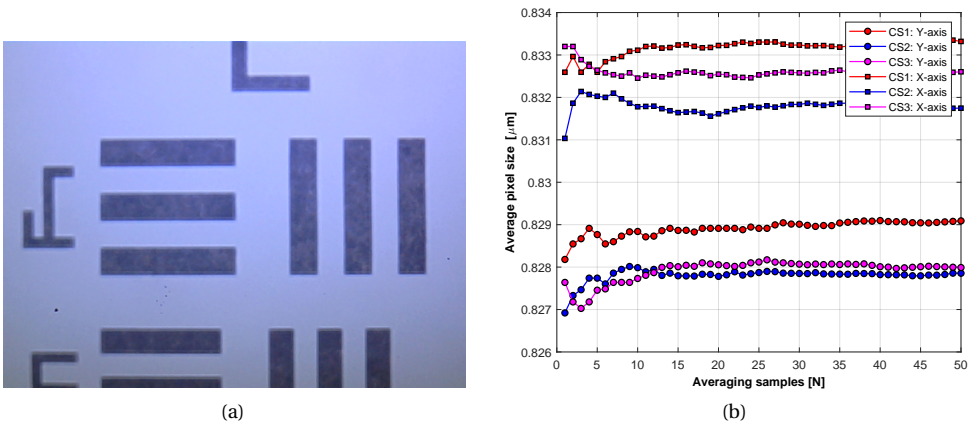 0.834
0.833
0.832
0.831
0.83
0.829
0.828
0.827
0.826
Average pixel size [μm]
CS1: Y-axis
CS2: Y-axis
CS3: Y-axis
CS1: X-axis
CS2: X-axis
CS3: X-axis
0 5 10 15 20 25 30 35 40 45 50
Averaging samples [N]
(a)
(b)